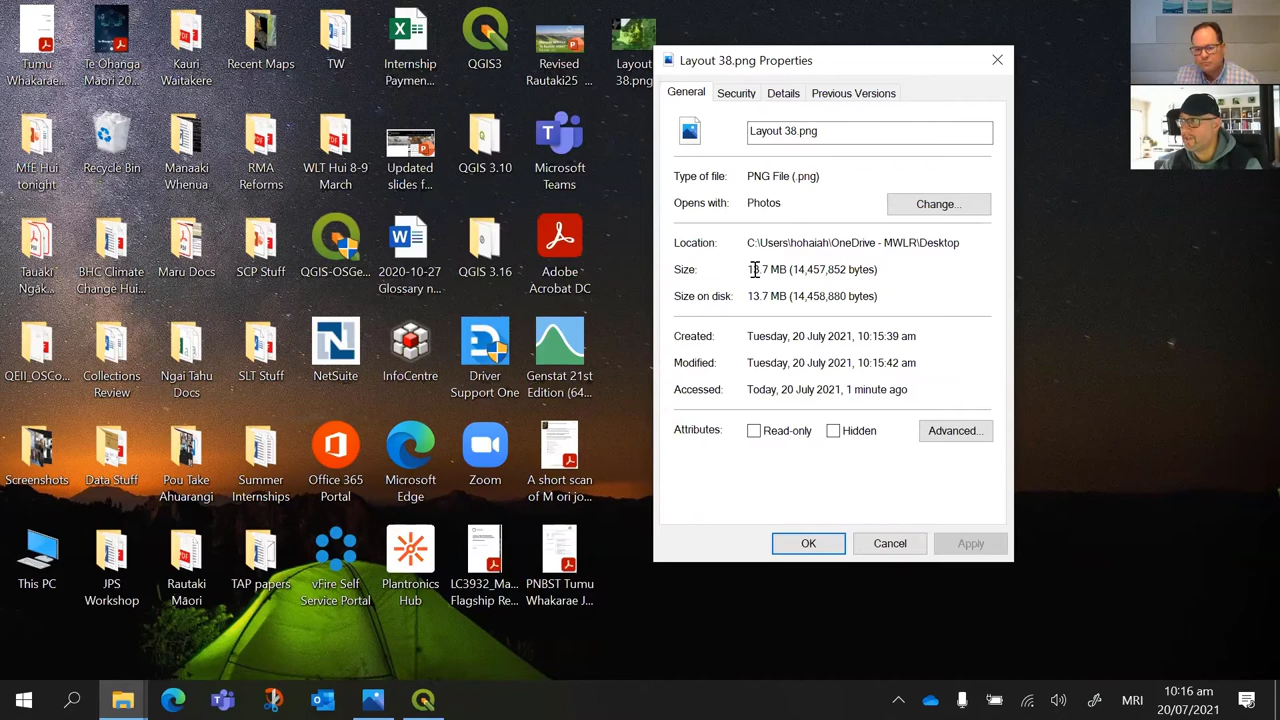 Tumu
Whakarae...
Te Ohanga
Māori 20...
Kauri
Waitakere
Recent Maps
TW
Internship
Paymen...
QGIS3
Revised
Rautaki25 ...
Layout
38.png
MfE Hui
tonight
Recycle Bin
Manaaki
Whenua
RMA
Reforms
WLT Hui 8-9
March
Updated
slides f...
QGIS 3.10
Microsoft
Teams
Tauaki
Ngāk...
BHC Climate
Change Hui...
Maru Docs
SCP Stuff
QGIS-OSGe...
2020-10-27
Glossary n...
QGIS 3.16
Adobe
Acrobat DC
QEII_OSCo...
Collections
Review
Ngai Tahu
Docs
SLT Stuff
NetSuite
InfoCentre
Driver
Support One
Genstat 21st
Edition (64...
Screenshots
Data Stuff
Pou Take
Ahuarangi
Summer
Internships
Office 365
Portal
Microsoft
Edge
Zoom
A short scan
of M ori jo...
This PC
JPS
Workshop
Rautaki
Māori
TAP papers
vFire Self
Service Portal
Plantronics
Hub
LC3932_Ma...
Flagship Re...
PNBST Tumu
Whakarae J...
Layout 38.png Properties
General Security Details Previous Versions
Layout 38.png
Type of file: PNG File (.png)
Opens with: Photos Change...
Location: C:\Users\hohaiah\OneDrive - MWLR\Desktop
Size: 13.7 MB (14,457,852 bytes)
Size on disk: 13.7 MB (14,458,880 bytes)
Created: Tuesday, 20 July 2021, 10:15:39 am
Modified: Tuesday, 20 July 2021, 10:15:42 am
Accessed: Today, 20 July 2021, 1 minute ago
Attributes: Read-only Hidden Advanced...
OK Cancel Apply
MRI
10:16 am
20/07/2021